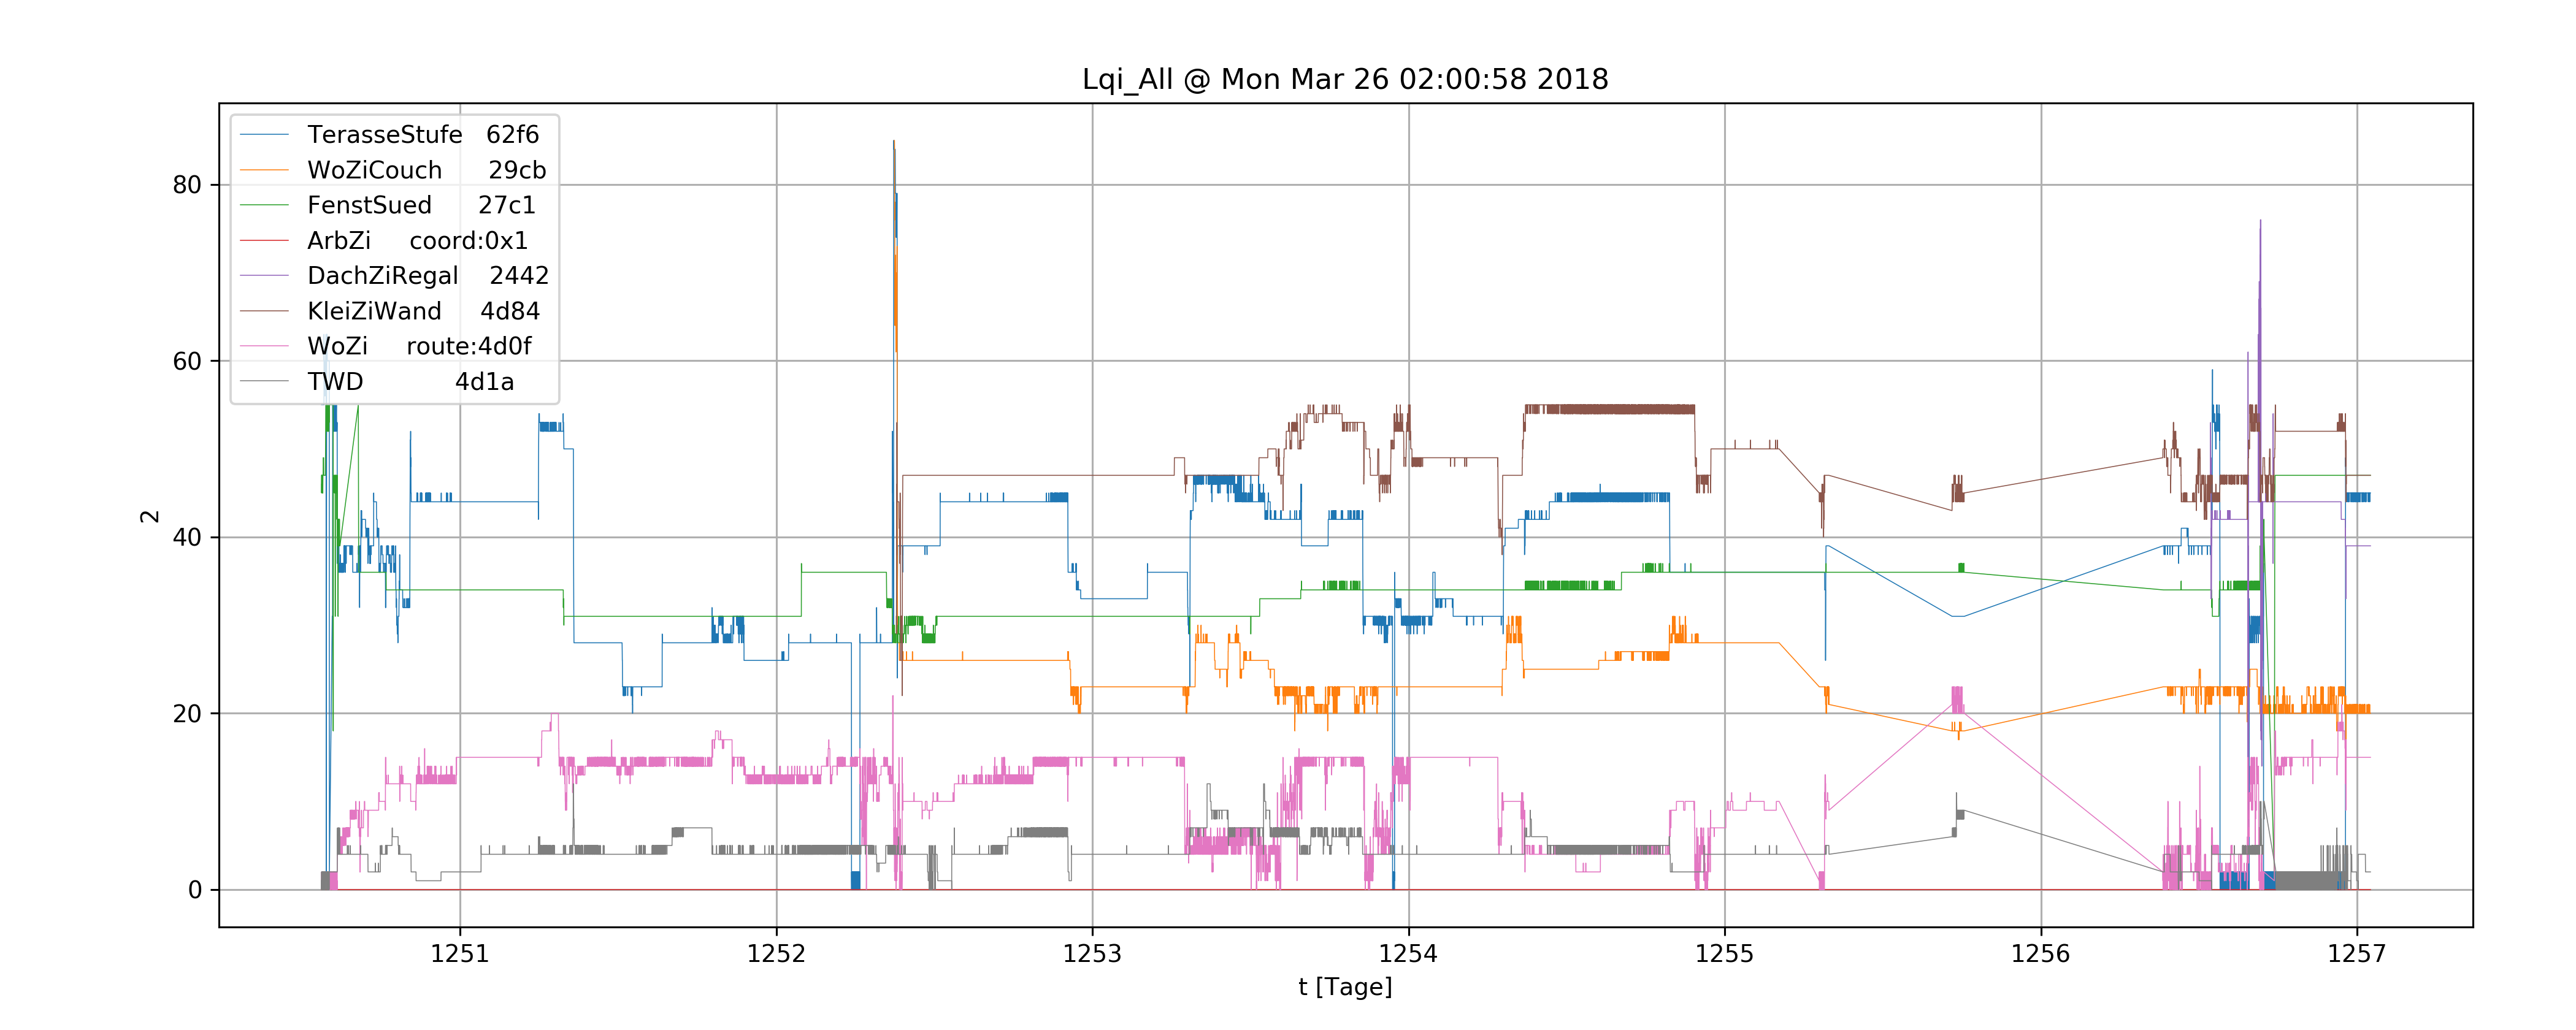 Lqi_All @ Mon Mar 26 02:00:58 2018
TerasseStufe 62f6
WoZiCouch 29cb
FenstSued 27c1
ArbZi coord:0x1
DachZiRegal 2442
KleiZiWand 4d84
WoZi route:4d0f
TWD 4d1a
80
60
40
20
0
2
1251 1252 1253 1254 1255 1256 1257
t [Tage]